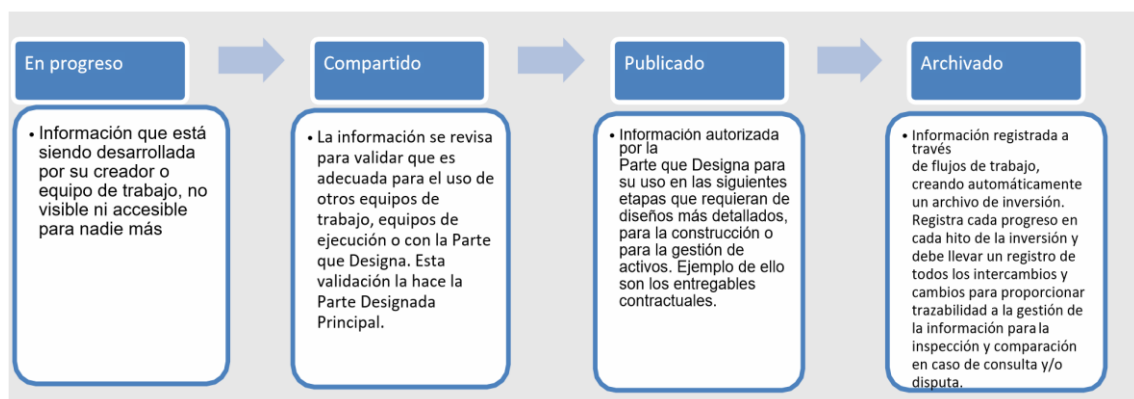 En progreso
• Información que está
siendo desarrollada
por su creador o
equipo de trabajo, no
visible ni accesible
para nadie más
Compartido
• La información se revisa
para validar que es
adecuada para el uso de
otros equipos de
trabajo, equipos de
ejecución o con la Parte
que Designa. Esta
validación la hace la
Parte Designada
Principal.
Publicado
• Información autorizada
por la
Parte que Designa para
su uso en las siguientes
etapas que requieran de
diseños más detallados,
para la construcción o
para la gestión de
activos. Ejemplo de ello
son los entregables
contractuales.
Archivado
• Información registrada a
través
de flujos de trabajo,
creando automáticamente
un archivo de inversión.
Registra cada progreso en
cada hito de la inversión y
debe llevar un registro de
todos los intercambios y
cambios para proporcionar
trazabilidad a la gestión de
la información para la
inspección y comparación
en caso de consulta y/o
disputa.